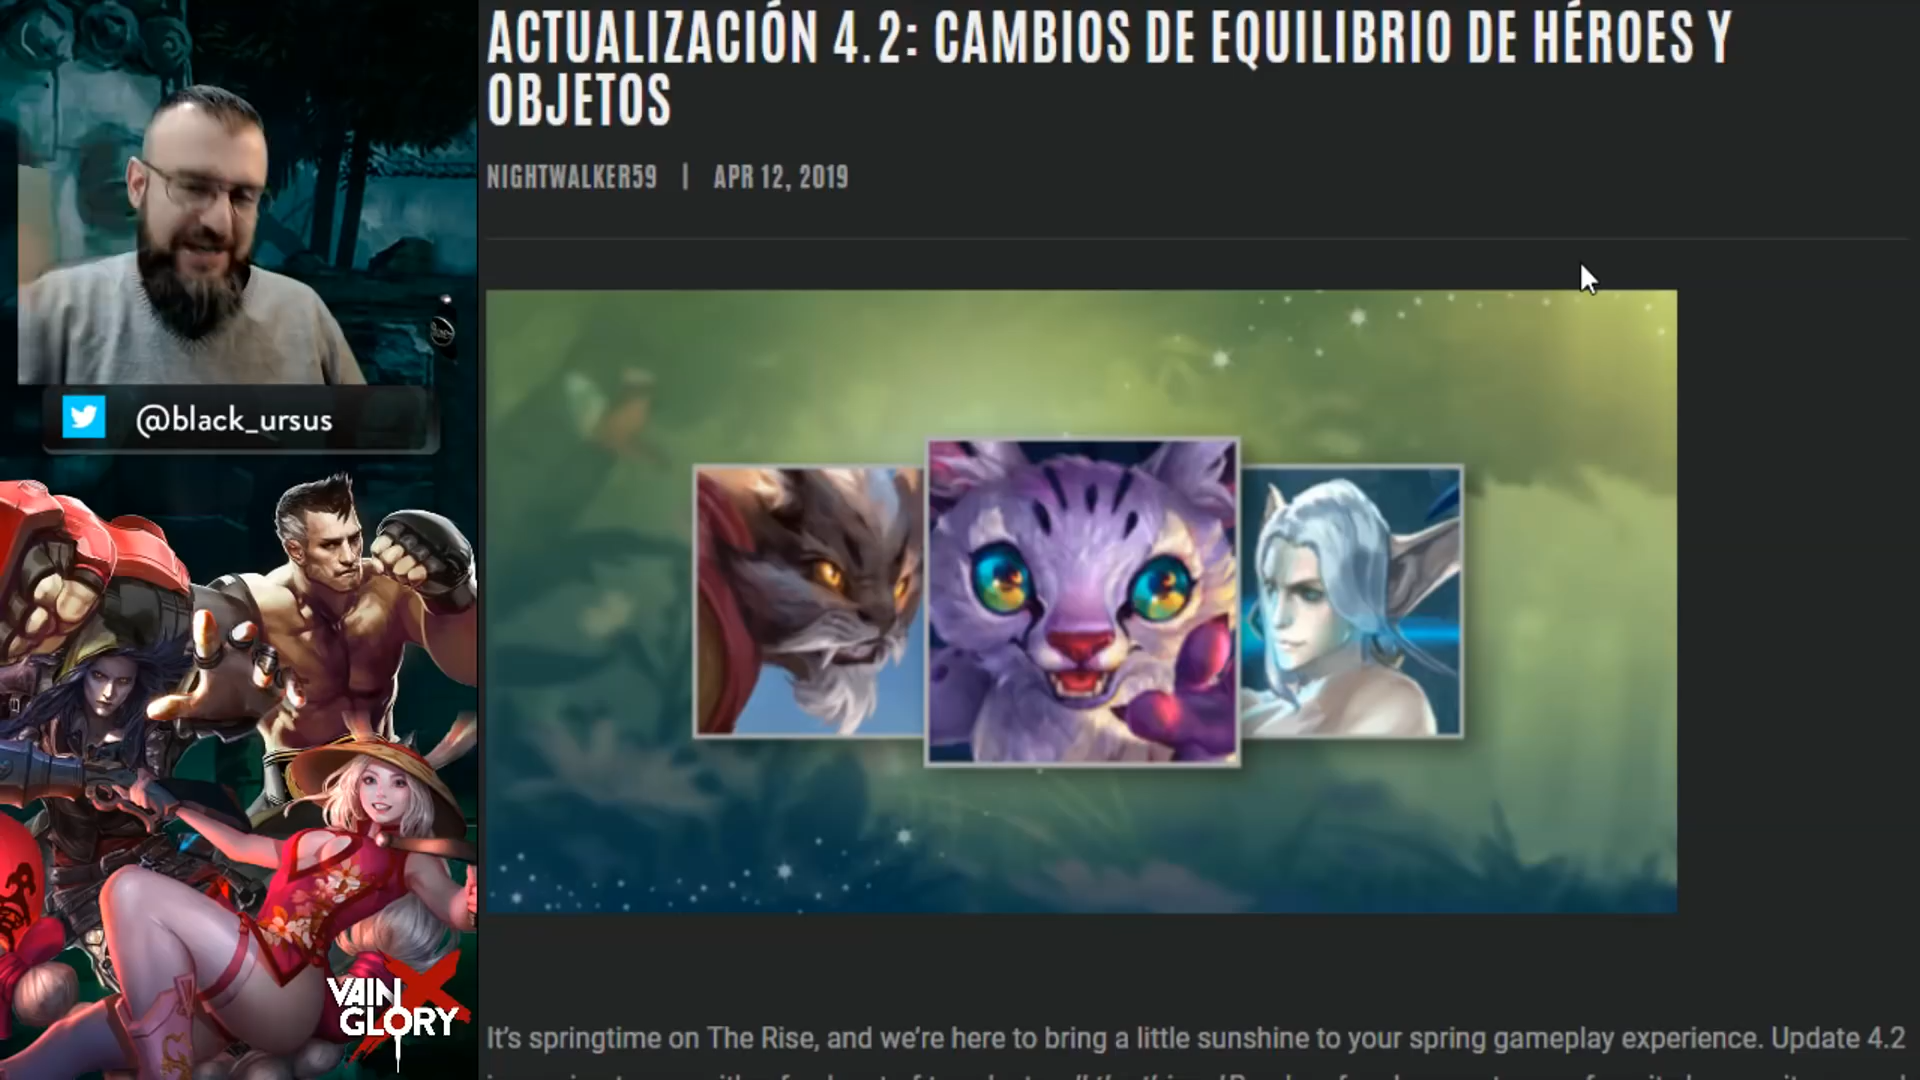 ACTUALIZACIÓN 4.2: CAMBIOS DE EQUILIBRIO DE HÉROES Y
OBJETOS
NIGHTWALKER59 | APR 12, 2019
@black_ursus
VAIN
GLORY
It's springtime on The Rise, and we're here to bring a little sunshine to your spring gameplay experience. Update 4.2